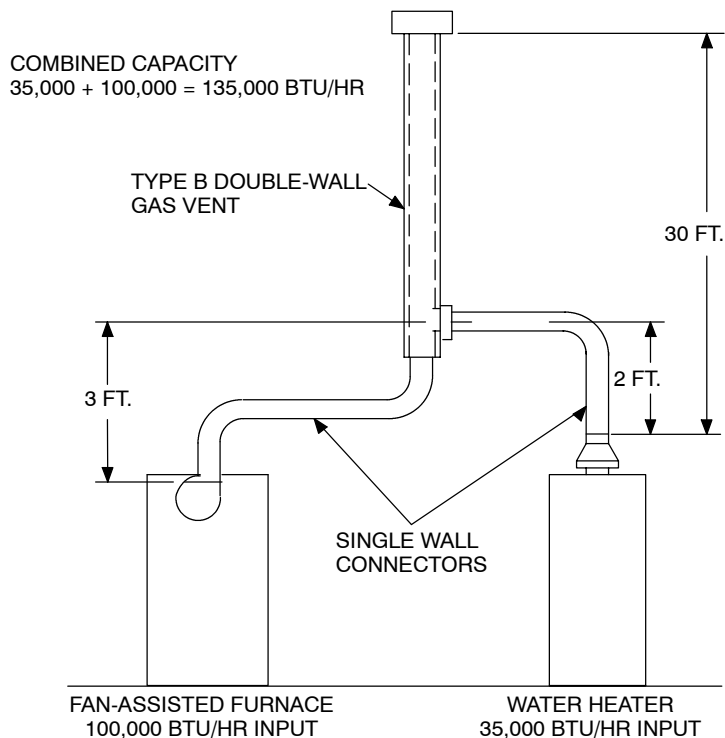 COMBINED CAPACITY
35,000 + 100,000 = 135,000 BTU/HR
TYPE B DOUBLE-WALL
GAS VENT
30 FT.
3 FT.
2 FT.
SINGLE WALL
CONNECTORS
FAN-ASSISTED FURNACE
100,000 BTU/HR INPUT
WATER HEATER
35,000 BTU/HR INPUT